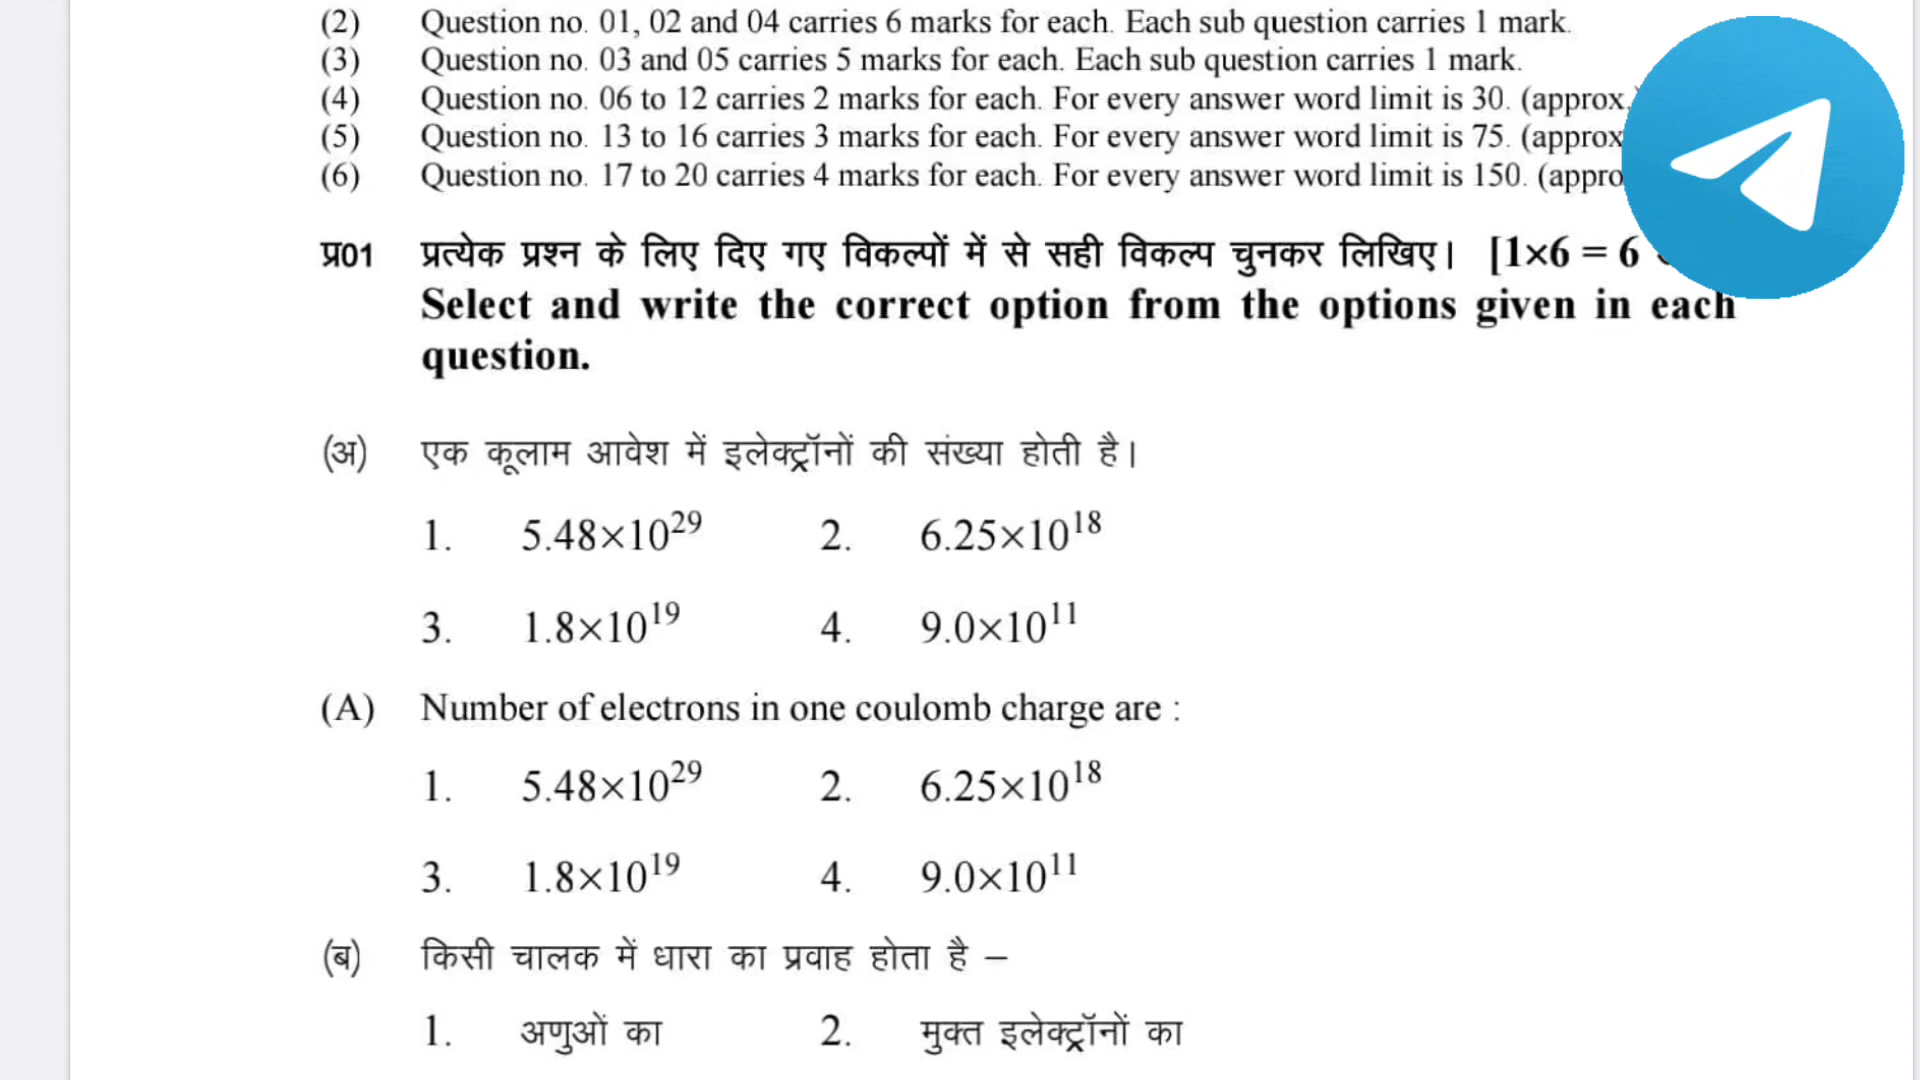 (2) Question no. 01, 02 and 04 carries 6 marks for each. Each sub question carries 1 mark.
(3) Question no. 03 and 05 carries 5 marks for each. Each sub question carries 1 mark.
(4) Question no. 06 to 12 carries 2 marks for each. For every answer word limit is 30. (approx.)
(5) Question no. 13 to 16 carries 3 marks for each. For every answer word limit is 75. (approx
(6) Question no. 17 to 20 carries 4 marks for each. For every answer word limit is 150. (appro
प्र01 प्रत्येक प्रश्न के लिए दिए गए विकल्पों में से सही विकल्प चुनकर लिखिए। [1×6 = 6
Select and write the correct option from the options given in each
question.
(अ) एक कूलाम आवेश में इलेक्ट्रॉनों की संख्या होती है।
1. 5.48×10²⁹ 2. 6.25×10¹⁸
3. 1.8×10¹⁹ 4. 9.0×10¹¹
(A) Number of electrons in one coulomb charge are :
1. 5.48×10²⁹ 2. 6.25×10¹⁸
3. 1.8×10¹⁹ 4. 9.0×10¹¹
(ब) किसी चालक में धारा का प्रवाह होता है –
1. अणुओं का 2. मुक्त इलेक्ट्रॉनों का